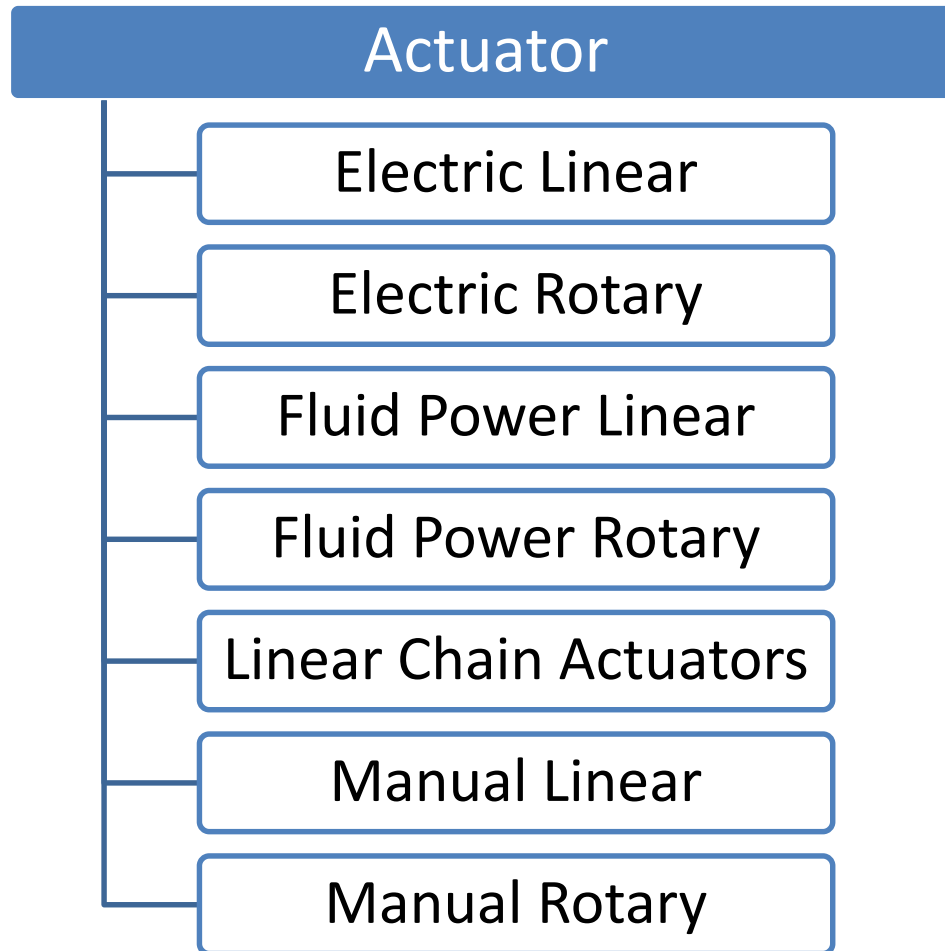 Actuator
Electric Linear
Electric Rotary
Fluid Power Linear
Fluid Power Rotary
Linear Chain Actuators
Manual Linear
Manual Rotary